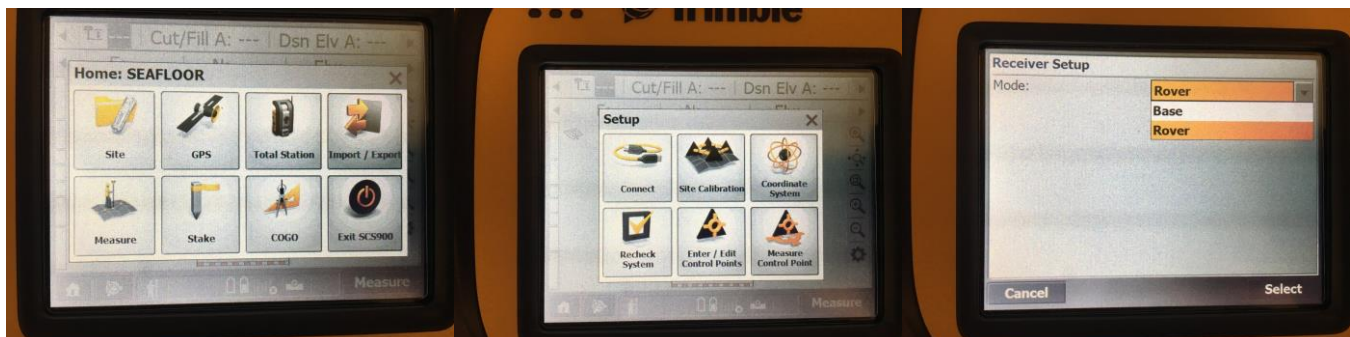 Cut/Fill A: --- Dsn Elv A: ---
Home: SEAFLOOR
Site GPS Total Station Import / Export
Measure Stake COGO Exit SCS900
Measure
Trimble
Cut/Fill A: --- Dsn Elv A: ---
Setup
Connect Site Calibration Coordinate
System
Recheck Enter / Edit Measure
System Control Points Control Point
Measure
Receiver Setup
Mode: Rover
Base
Rover
Cancel Select